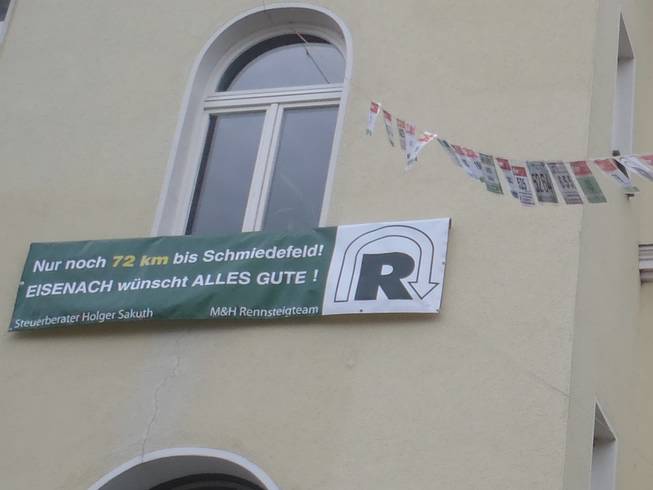 Nur noch 72 km bis Schmiedefeld!
EISENACH wünscht ALLES GUTE !
Steuerberater Holger Sakuth
M&H Rennsteigteam
R